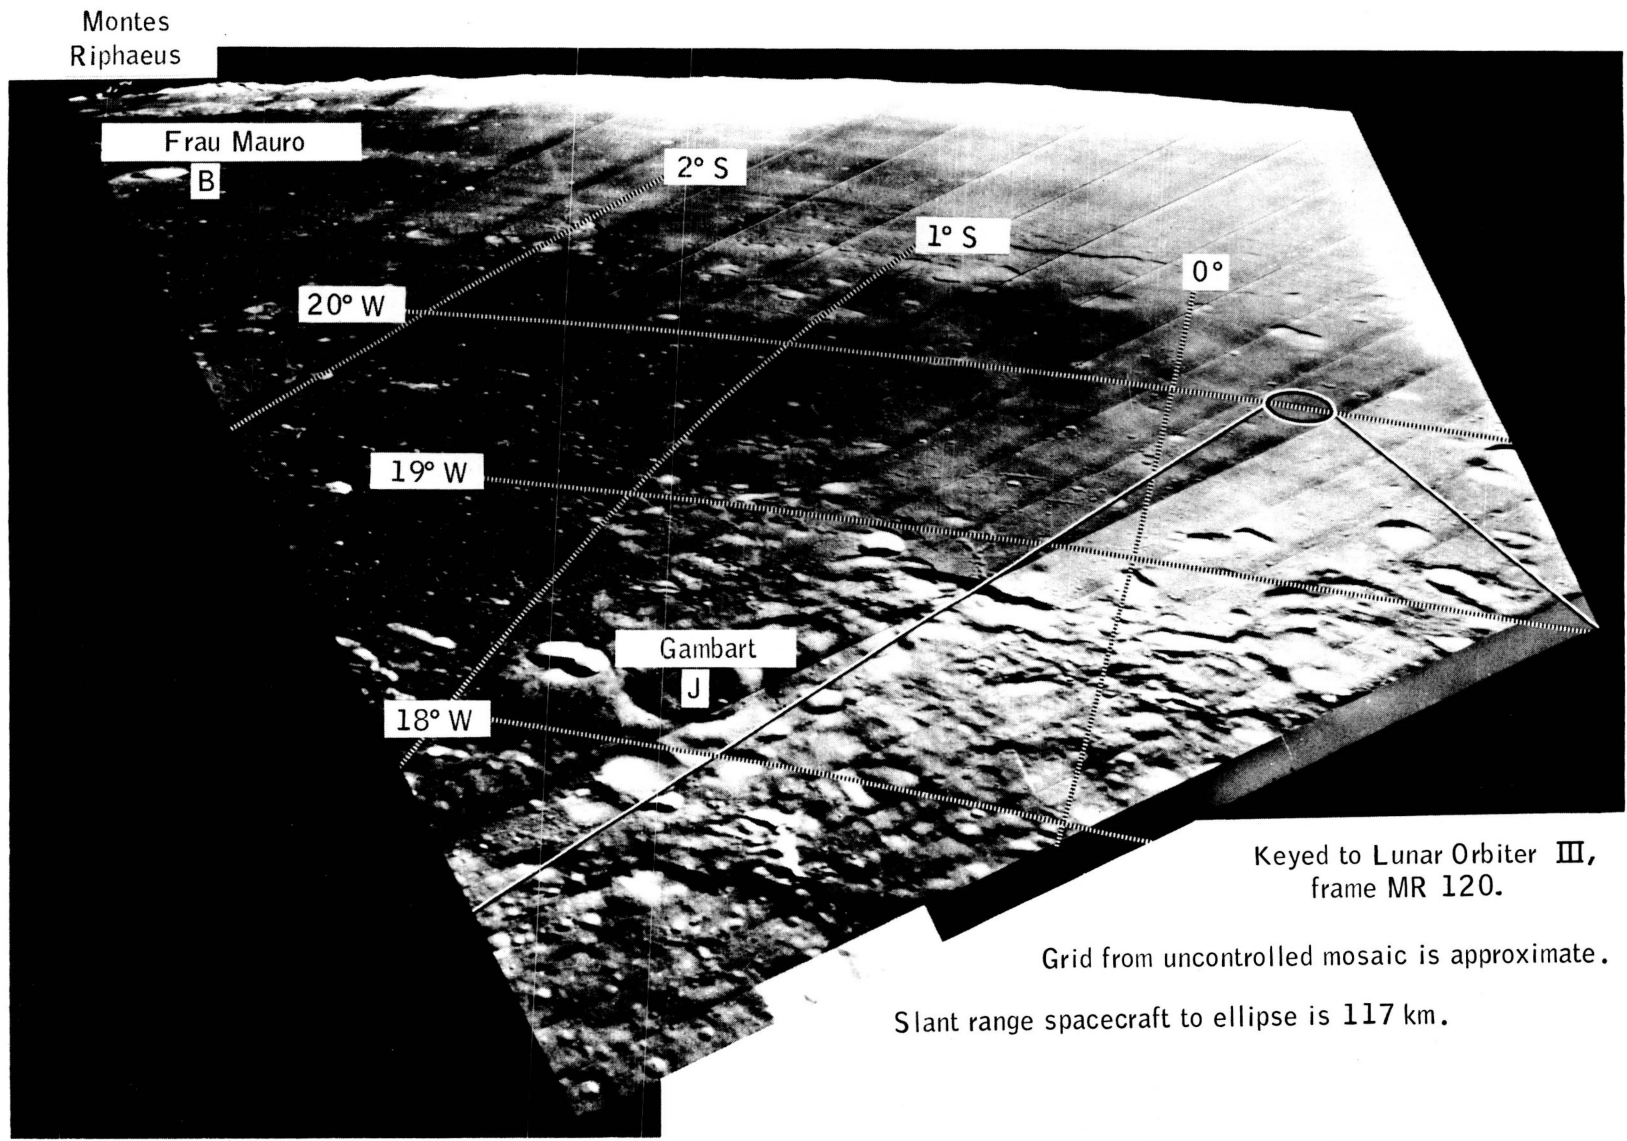 Montes
Riphaeus
Frau Mauro
B
2° S
1° S
0°
20° W
19° W
Gambart
J
18° W
Keyed to Lunar Orbiter III,
frame MR 120.
Grid from uncontrolled mosaic is approximate.
Slant range spacecraft to ellipse is 117 km.